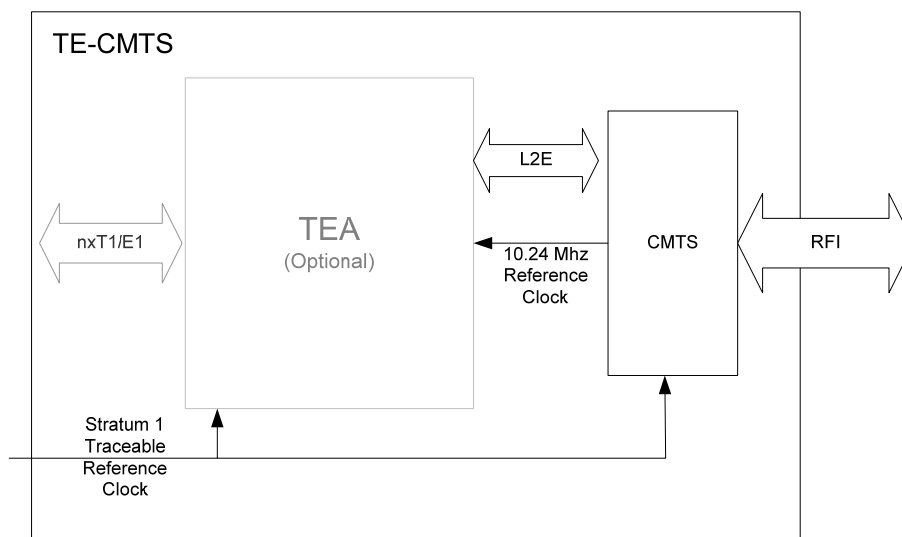 TE-CMTS
TEA
(Optional)
L2E
nxT1/E1
10.24 Mhz
Reference
Clock
CMTS
RFI
Stratum 1
Traceable
Reference
Clock